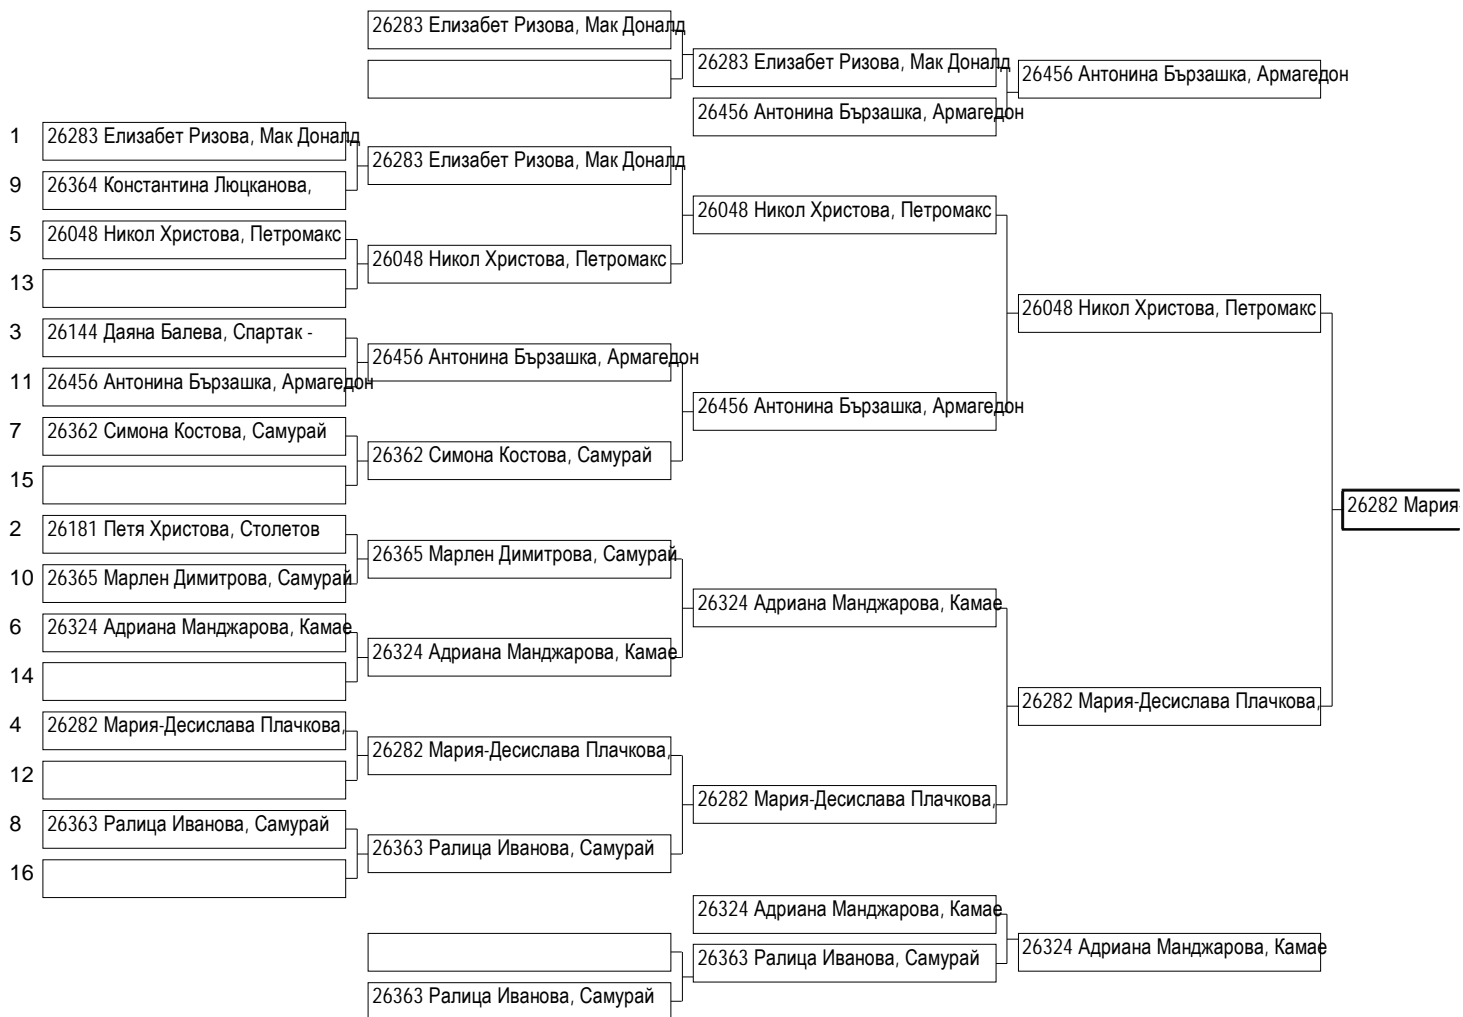 26283 Елизабет Ризова, Мак Доналд
26283 Елизабет Ризова, Мак Доналд
26456 Антонина Бързашка, Армагедон
26456 Антонина Бързашка, Армагедон
1 26283 Елизабет Ризова, Мак Доналд
9 26364 Константина Люцканова,
5 26048 Никол Христова, Петромакс
13
3 26144 Даяна Балева, Спартак -
11 26456 Антонина Бързашка, Армагедон
7 26362 Симона Костова, Самурай
15
2 26181 Петя Христова, Столетов
10 26365 Марлен Димитрова, Самурай
6 26324 Адриана Манджарова, Камае
14
4 26282 Мария-Десислава Плачкова,
12
8 26363 Ралица Иванова, Самурай
16
26283 Елизабет Ризова, Мак Доналд
26048 Никол Христова, Петромакс
26456 Антонина Бързашка, Армагедон
26362 Симона Костова, Самурай
26365 Марлен Димитрова, Самурай
26324 Адриана Манджарова, Камае
26282 Мария-Десислава Плачкова,
26363 Ралица Иванова, Самурай
26048 Никол Христова, Петромакс
26456 Антонина Бързашка, Армагедон
26324 Адриана Манджарова, Камае
26282 Мария-Десислава Плачкова,
26048 Никол Христова, Петромакс
26282 Мария-Десислава Плачкова,
26282 Мария-
26324 Адриана Манджарова, Камае
26363 Ралица Иванова, Самурай
26363 Ралица Иванова, Самурай
26324 Адриана Манджарова, Камае